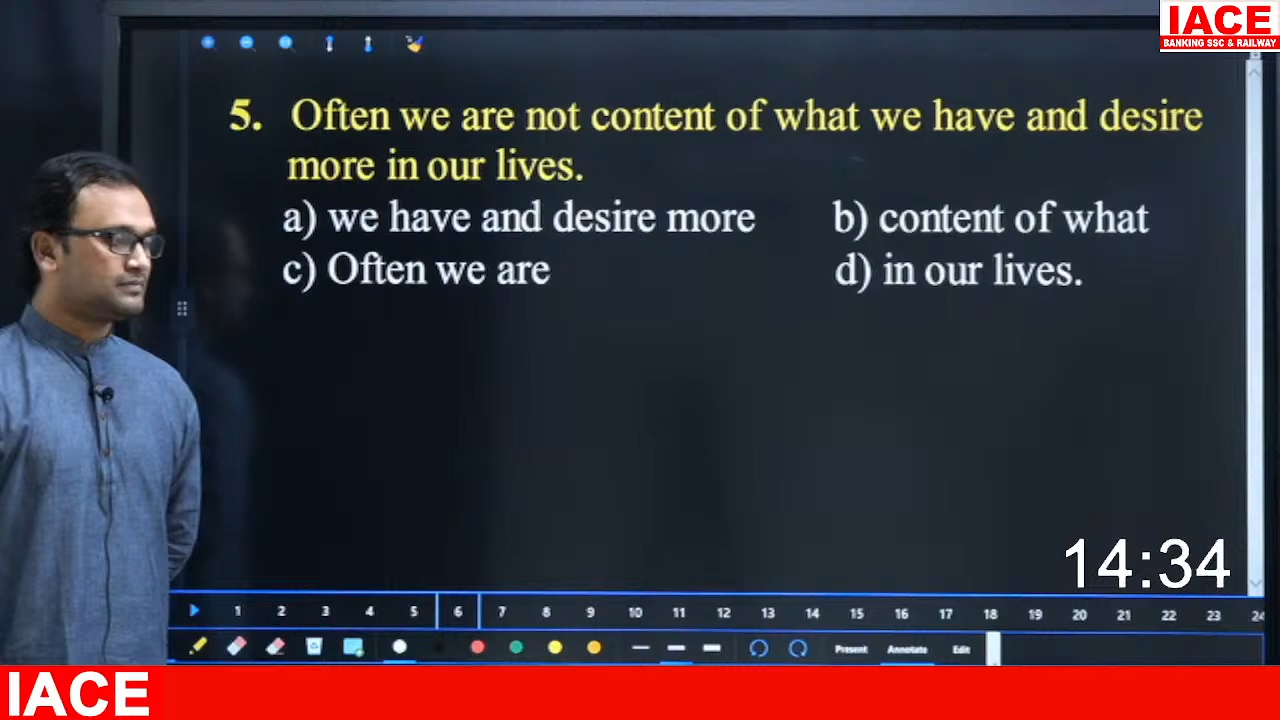 IACE
BANKING SSC & RAILWAY
5. Often we are not content of what we have and desire
more in our lives.
a) we have and desire more b) content of what
c) Often we are d) in our lives.
14:34
1 2 3 4 5 6 7 8 9 10 11 12 13 14 15 16 17 18 19 20 21 22 23 24
Present Annotate Edit
IACE